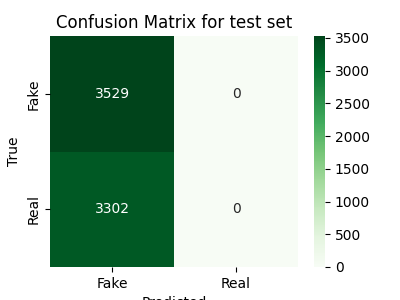 Confusion Matrix for test set
True
Fake
3529
0
Real
3302
0
Fake
Real
Predicted
3500
3000
2500
2000
1500
1000
500
0